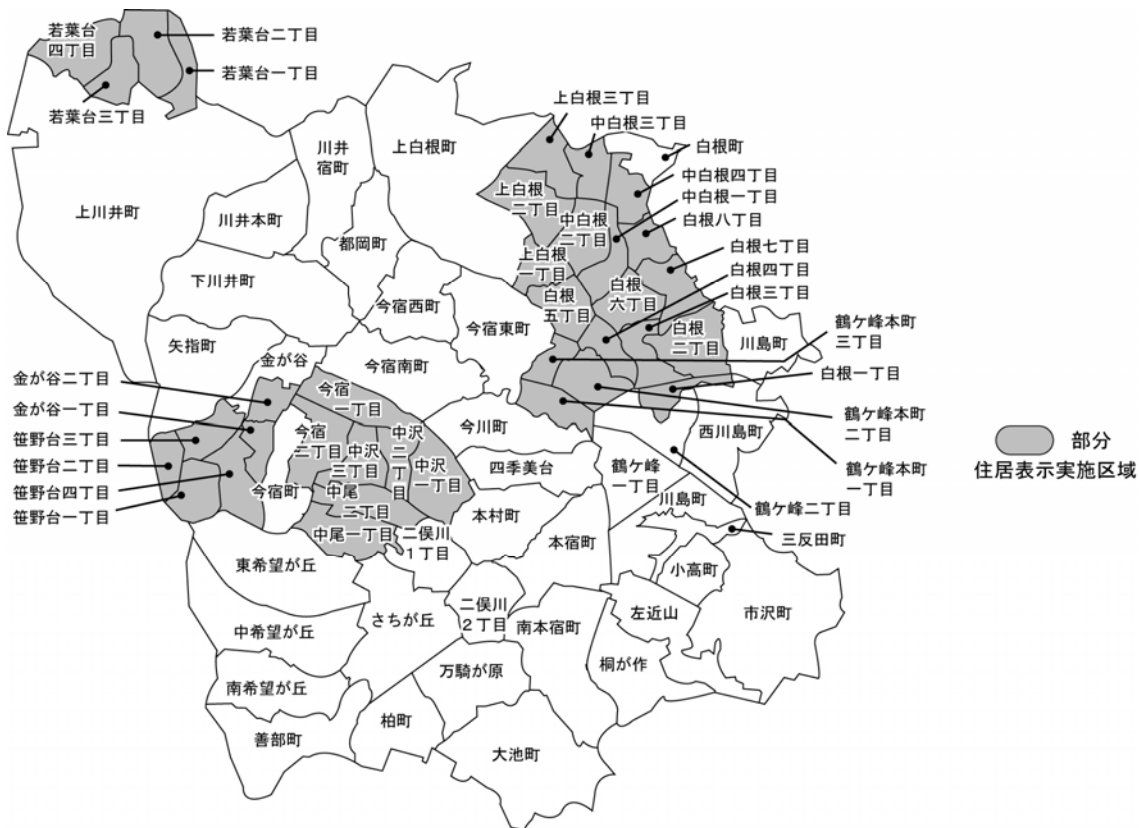 若葉台
四丁目
若葉台二丁目
若葉台一丁目
若葉台三丁目
上白根三丁目
中白根三丁目
白根町
中白根四丁目
中白根一丁目
白根八丁目
白根七丁目
白根四丁目
白根三丁目
川井
宿町
上白根町
上白根
二丁目
中白根
二丁目
上川井町
川井本町
都岡町
上白根
一丁目
下川井町
白根
五丁目
白根
六丁目
今宿西町
今宿東町
白根
二丁目
川島町
鶴ケ峰本町
三丁目
矢指町
金が谷
今宿南町
白根一丁目
金が谷二丁目
今宿
一丁目
金が谷一丁目
鶴ケ峰本町
二丁目
笹野台三丁目
今宿
二丁目
中沢
三丁目
中沢
二丁目
中沢
一丁目
今川町
西川島町
部分
住居表示実施区域
笹野台二丁目
四季美台
鶴ケ峰
一丁目
鶴ケ峰本町
一丁目
笹野台四丁目
今宿町
中尾
二丁目
川島町
鶴ケ峰二丁目
笹野台一丁目
中尾一丁目
二俣川
1丁目
本村町
本宿町
三反田町
東希望が丘
小高町
さちが丘
二俣川
2丁目
南本宿町
左近山
市沢町
中希望が丘
桐が作
南希望が丘
万騎が原
善部町
柏町
大池町